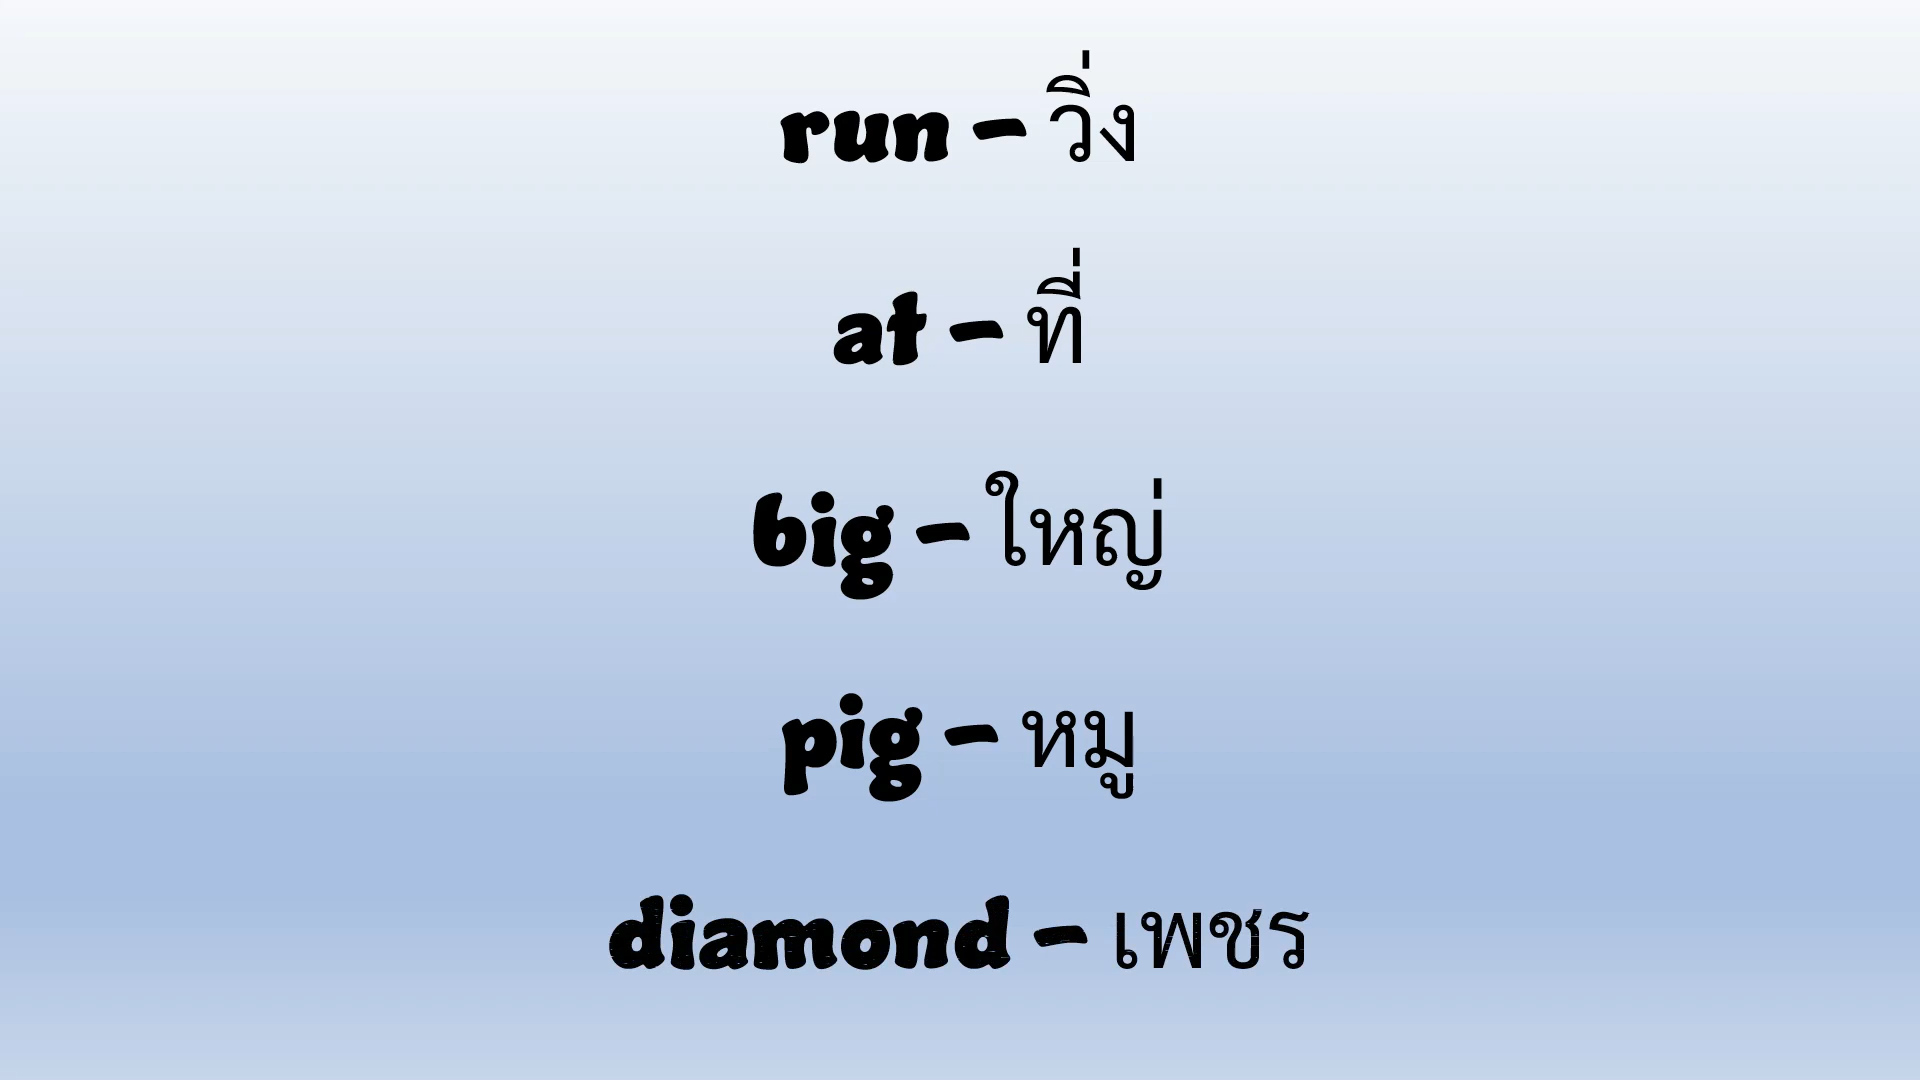 run – วิ่ง
at – ที่
big – ใหญ่
pig – หมู
diamond – เพชร